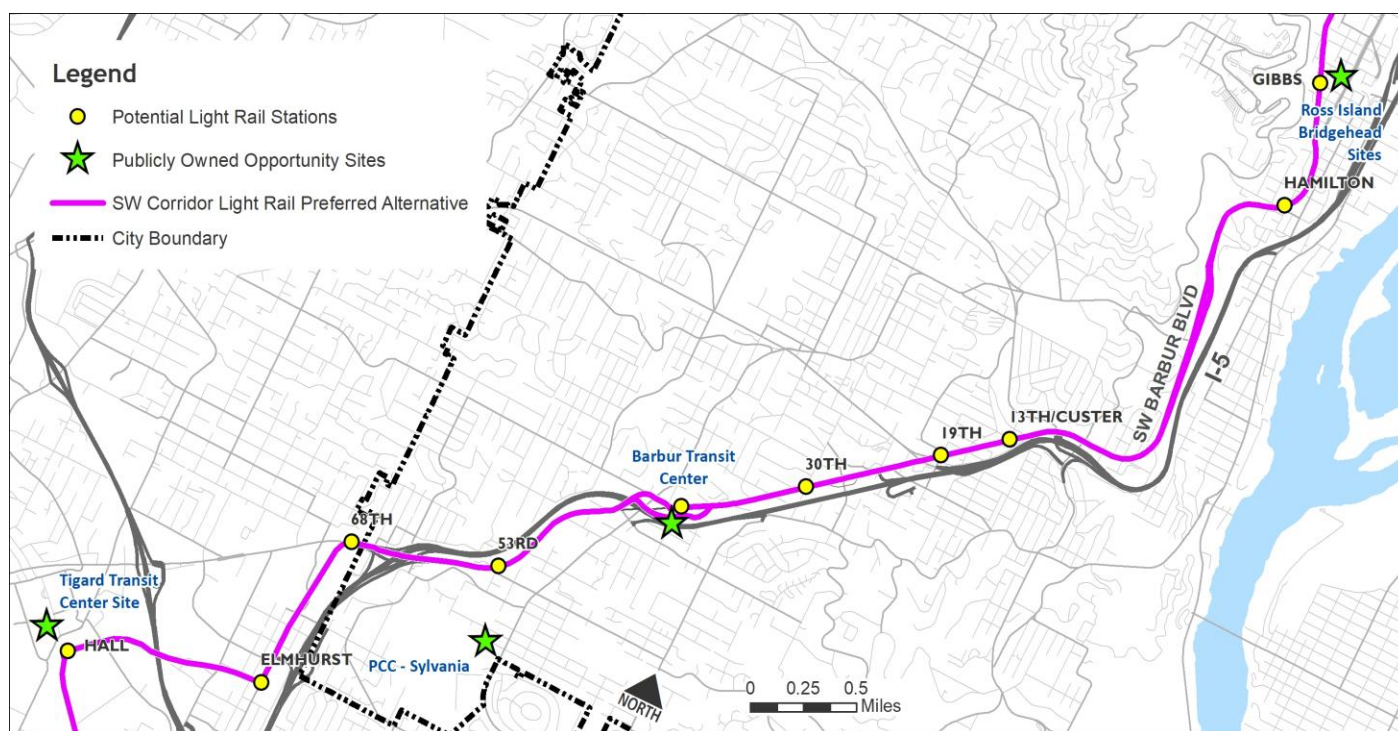 Legend
Potential Light Rail Stations
Publicly Owned Opportunity Sites
SW Corridor Light Rail Preferred Alternative
City Boundary
GIBBS
Ross Island
Bridgehead
Sites
HAMILTON
SW BARBUR BLVD
I-5
13TH/CUSTER
19TH
30TH
Barbur Transit
Center
68TH
53RD
Tigard Transit
Center Site
HALL
ELMHURST
PCC - Sylvania
NORTH
0 0.25 0.5
Miles